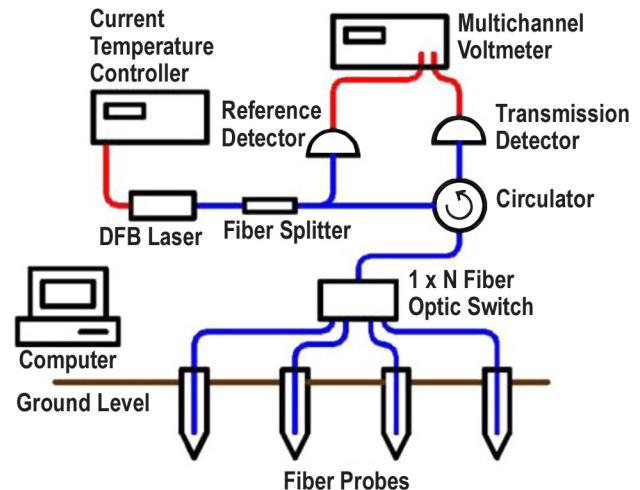 Current
Temperature
Controller
Multichannel
Voltmeter
Reference
Detector
Transmission
Detector
Circulator
DFB Laser
Fiber Splitter
1 x N Fiber
Optic Switch
Computer
Ground Level
Fiber Probes